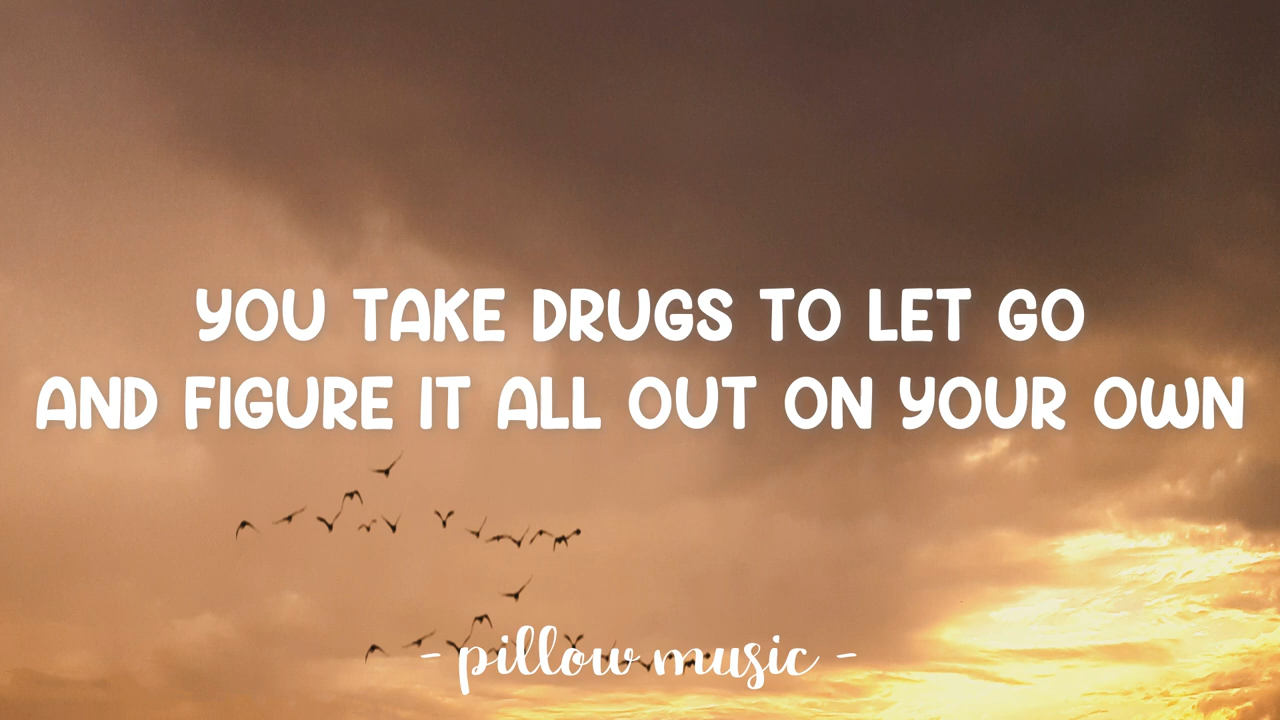 YOU TAKE DRUGS TO LET GO
AND FIGURE IT ALL OUT ON YOUR OWN
- pillow music -